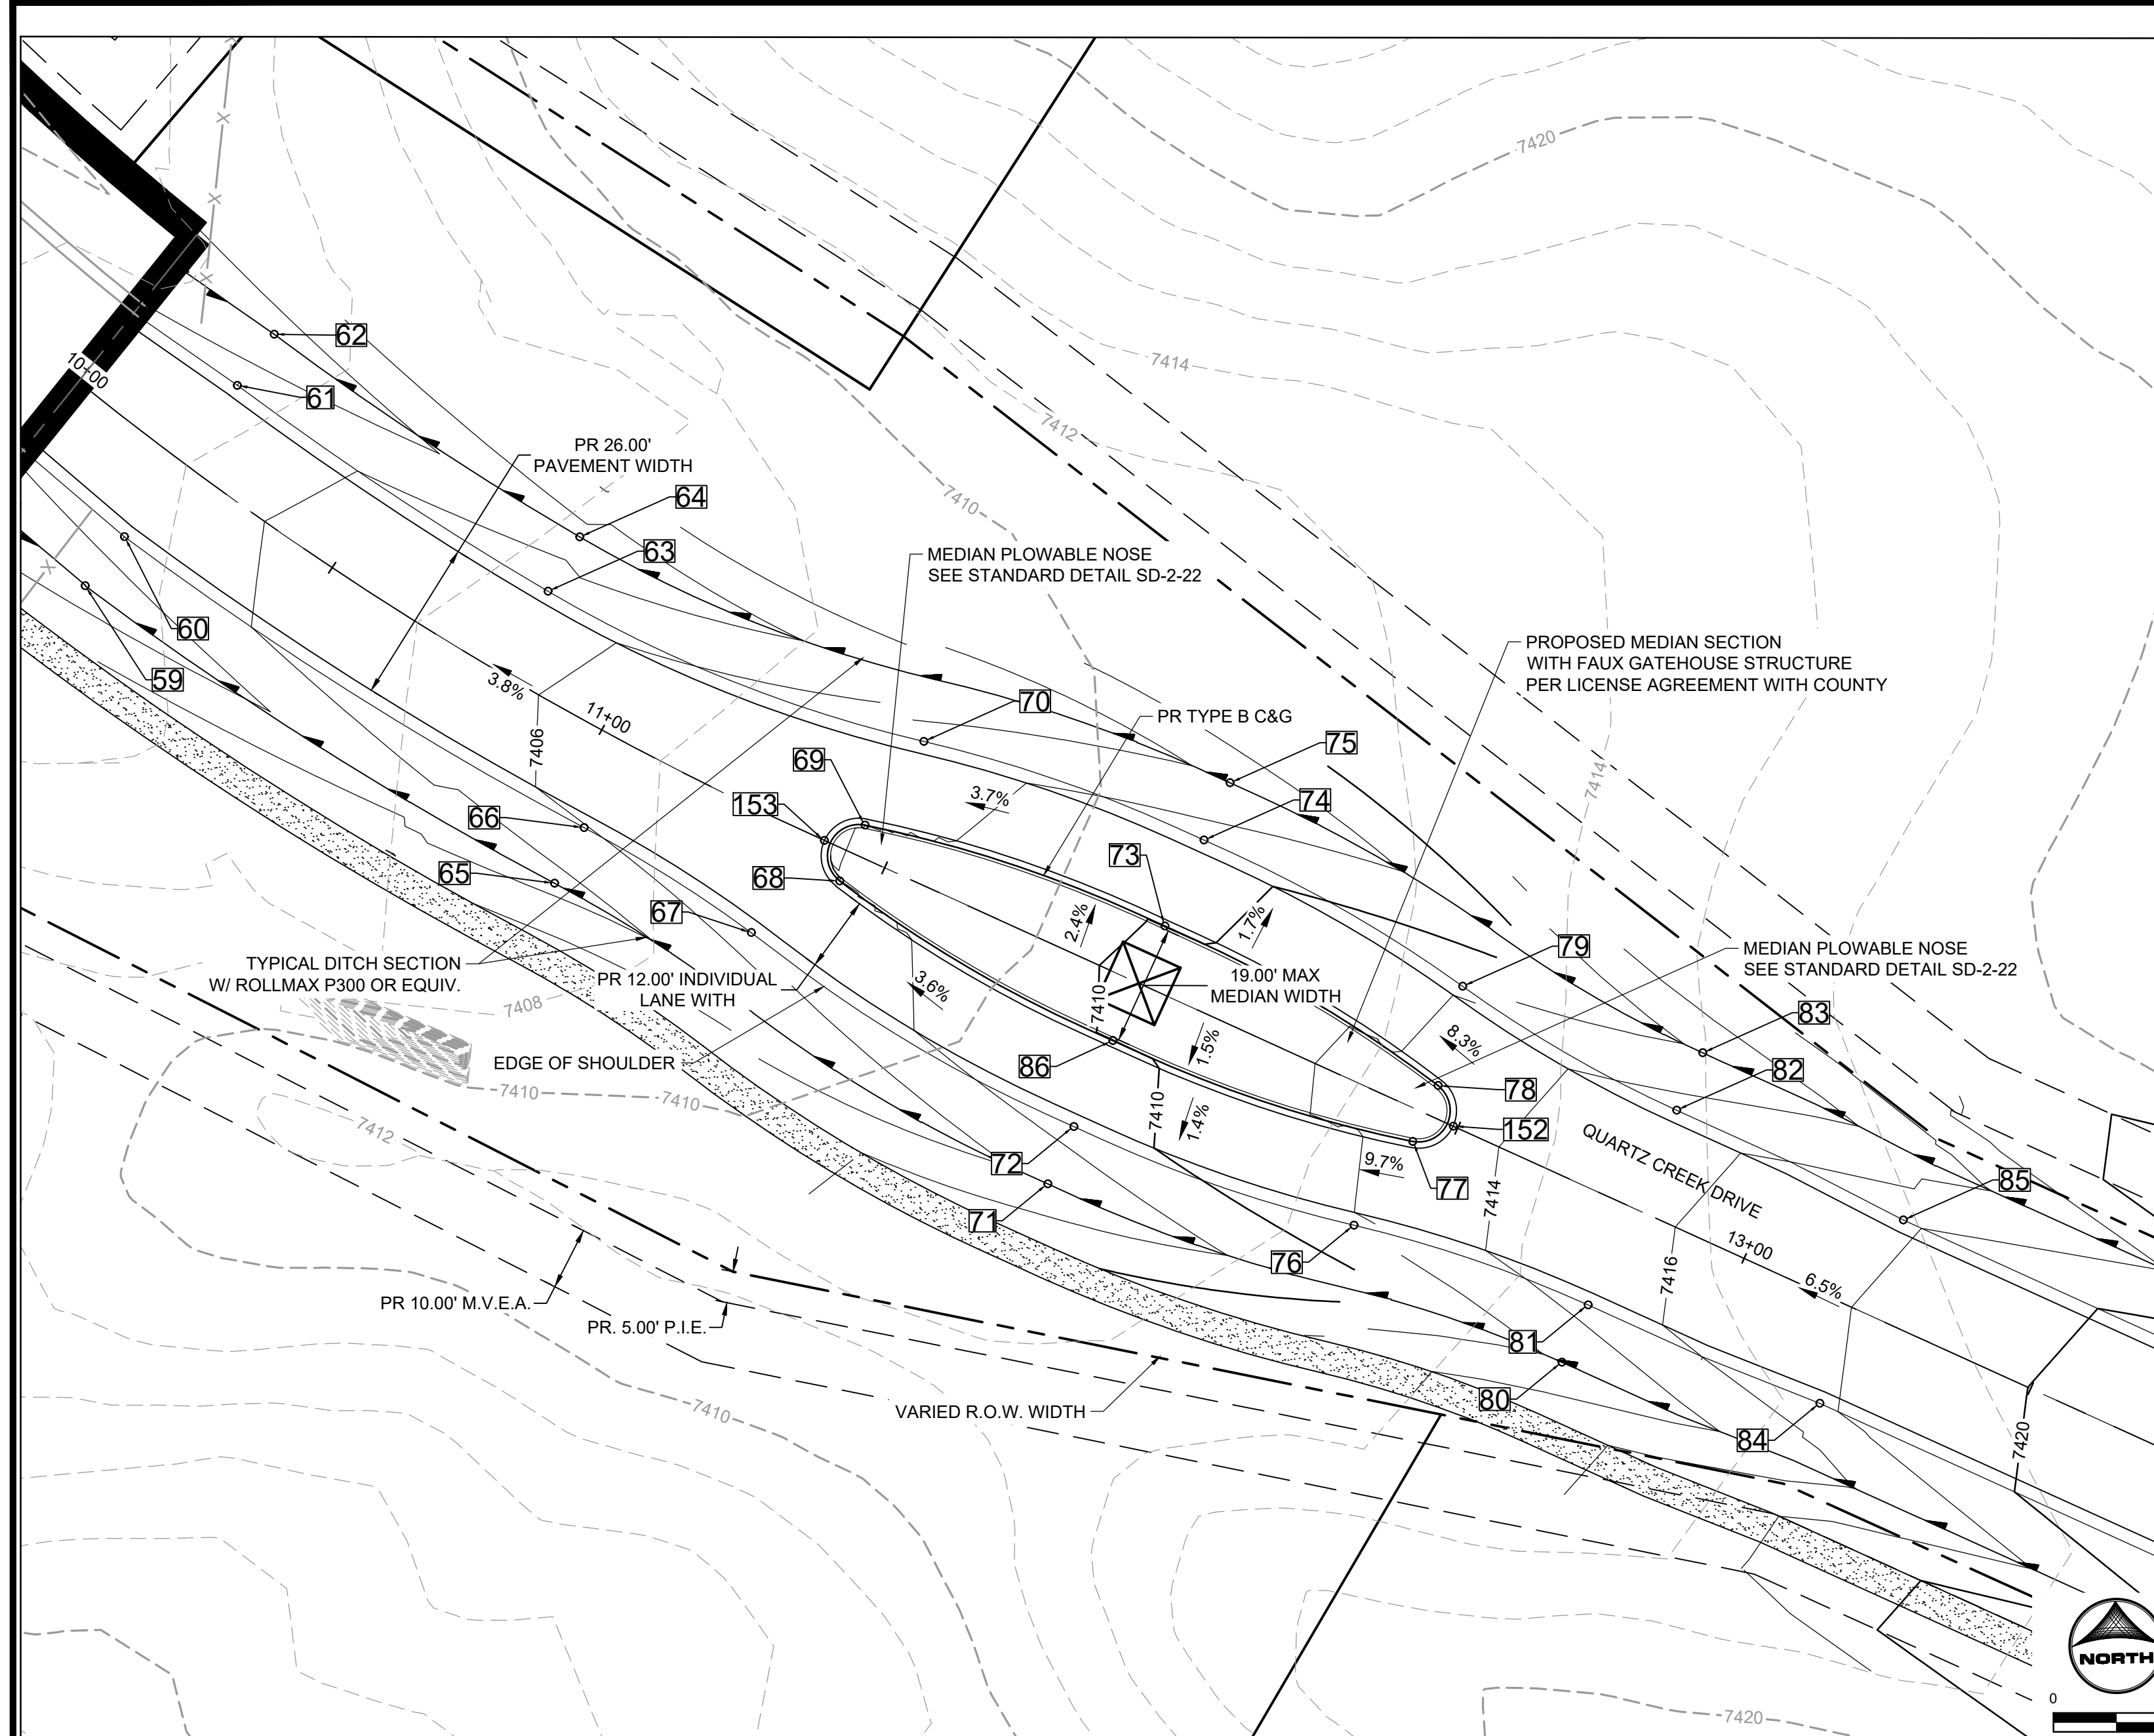 7420
7414
7412
62
10+00
61
PR 26.00'
PAVEMENT WIDTH
64
7410
63
MEDIAN PLOWABLE NOSE
SEE STANDARD DETAIL SD-2-22
60
59
PROPOSED MEDIAN SECTION
WITH FAUX GATEHOUSE STRUCTURE
PER LICENSE AGREEMENT WITH COUNTY
3.8%
11+00
70
PR TYPE B C&G
7406
75
69
153
3.7%
74
7414
66
73
65
68
67
2.4%
1.7%
79
MEDIAN PLOWABLE NOSE
SEE STANDARD DETAIL SD-2-22
TYPICAL DITCH SECTION
W/ ROLLMAX P300 OR EQUIV.
PR 12.00' INDIVIDUAL
LANE WITH
3.6%
7410
19.00' MAX
MEDIAN WIDTH
7408
83
8.3%
EDGE OF SHOULDER
86
1.5%
82
78
7410
7410
7410
1.4%
7412
152
QUARTZ CREEK DRIVE
72
9.7%
77
85
7414
71
76
13+00
7416
6.5%
PR 10.00' M.V.E.A.
PR. 5.00' P.I.E.
81
80
7410
VARIED R.O.W. WIDTH
84
7420
NORTH
0
7420
X
X
X
X